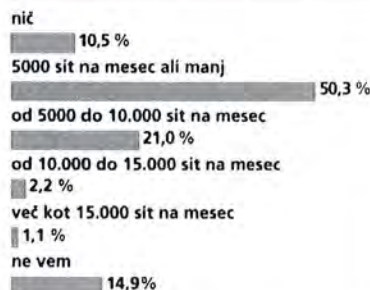 nič
10,5 %
5000 sit na mesec ali manj
50,3 %
od 5000 do 10.000 sit na mesec
21,0 %
od 10.000 do 15.000 sit na mesec
2,2 %
več kot 15.000 sit na mesec
1,1 %
ne vem
14,9%